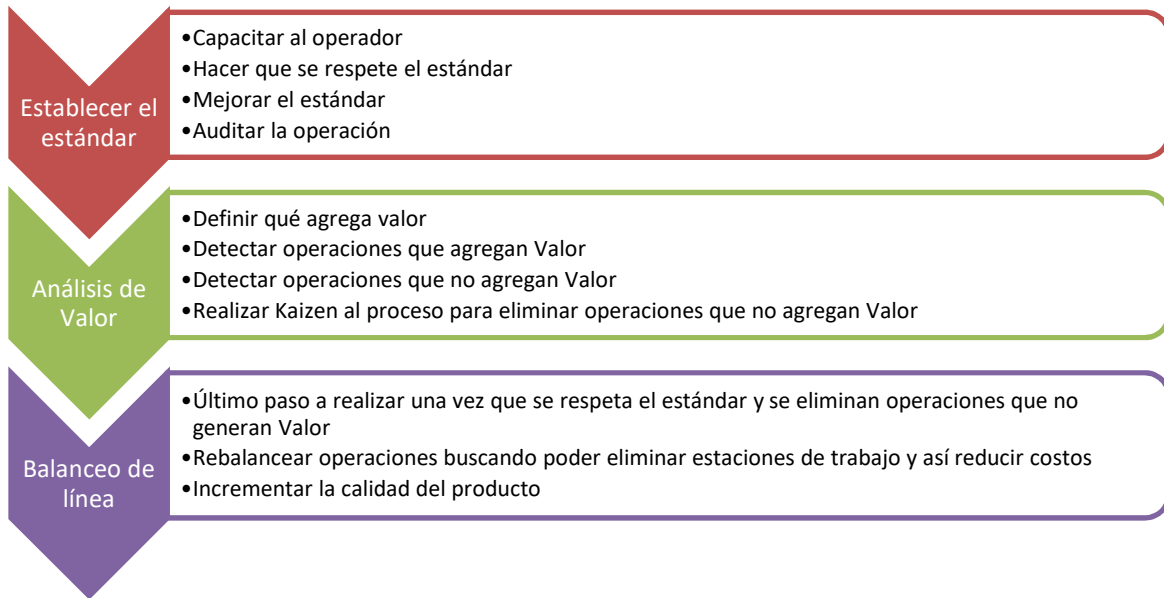 Establecer el
estándar
•Capacitar al operador
•Hacer que se respete el estándar
•Mejorar el estándar
•Auditar la operación
Análisis de
Valor
•Definir qué agrega valor
•Detectar operaciones que agregan Valor
•Detectar operaciones que no agregan Valor
•Realizar Kaizen al proceso para eliminar operaciones que no agregan Valor
Balanceo de
línea
•Último paso a realizar una vez que se respeta el estándar y se eliminan operaciones que no
generan Valor
•Rebalancear operaciones buscando poder eliminar estaciones de trabajo y así reducir costos
•Incrementar la calidad del producto